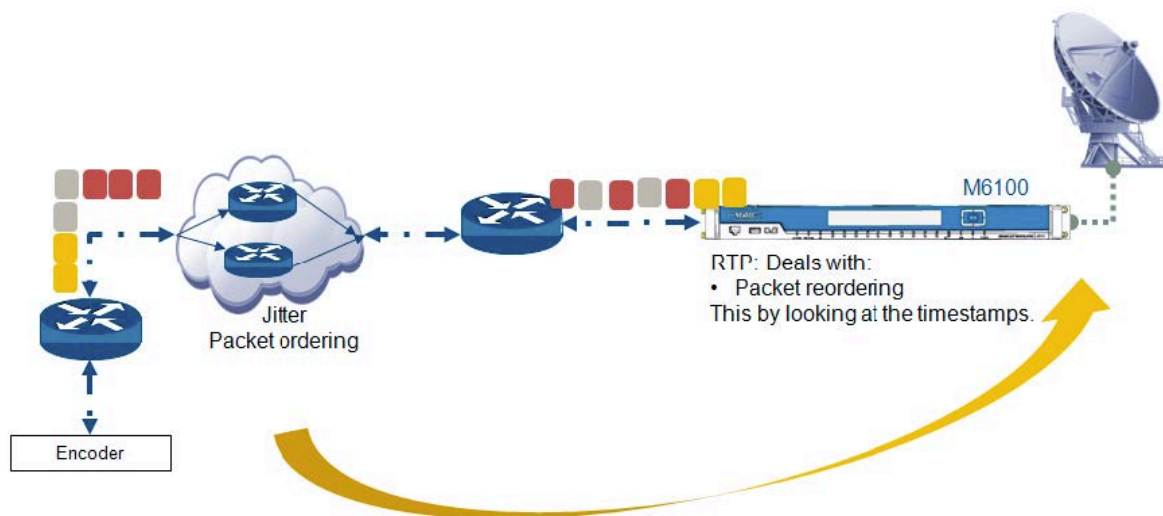 M6100
RTP: Deals with:
• Packet reordering
This by looking at the timestamps.
Jitter
Packet ordering
Encoder